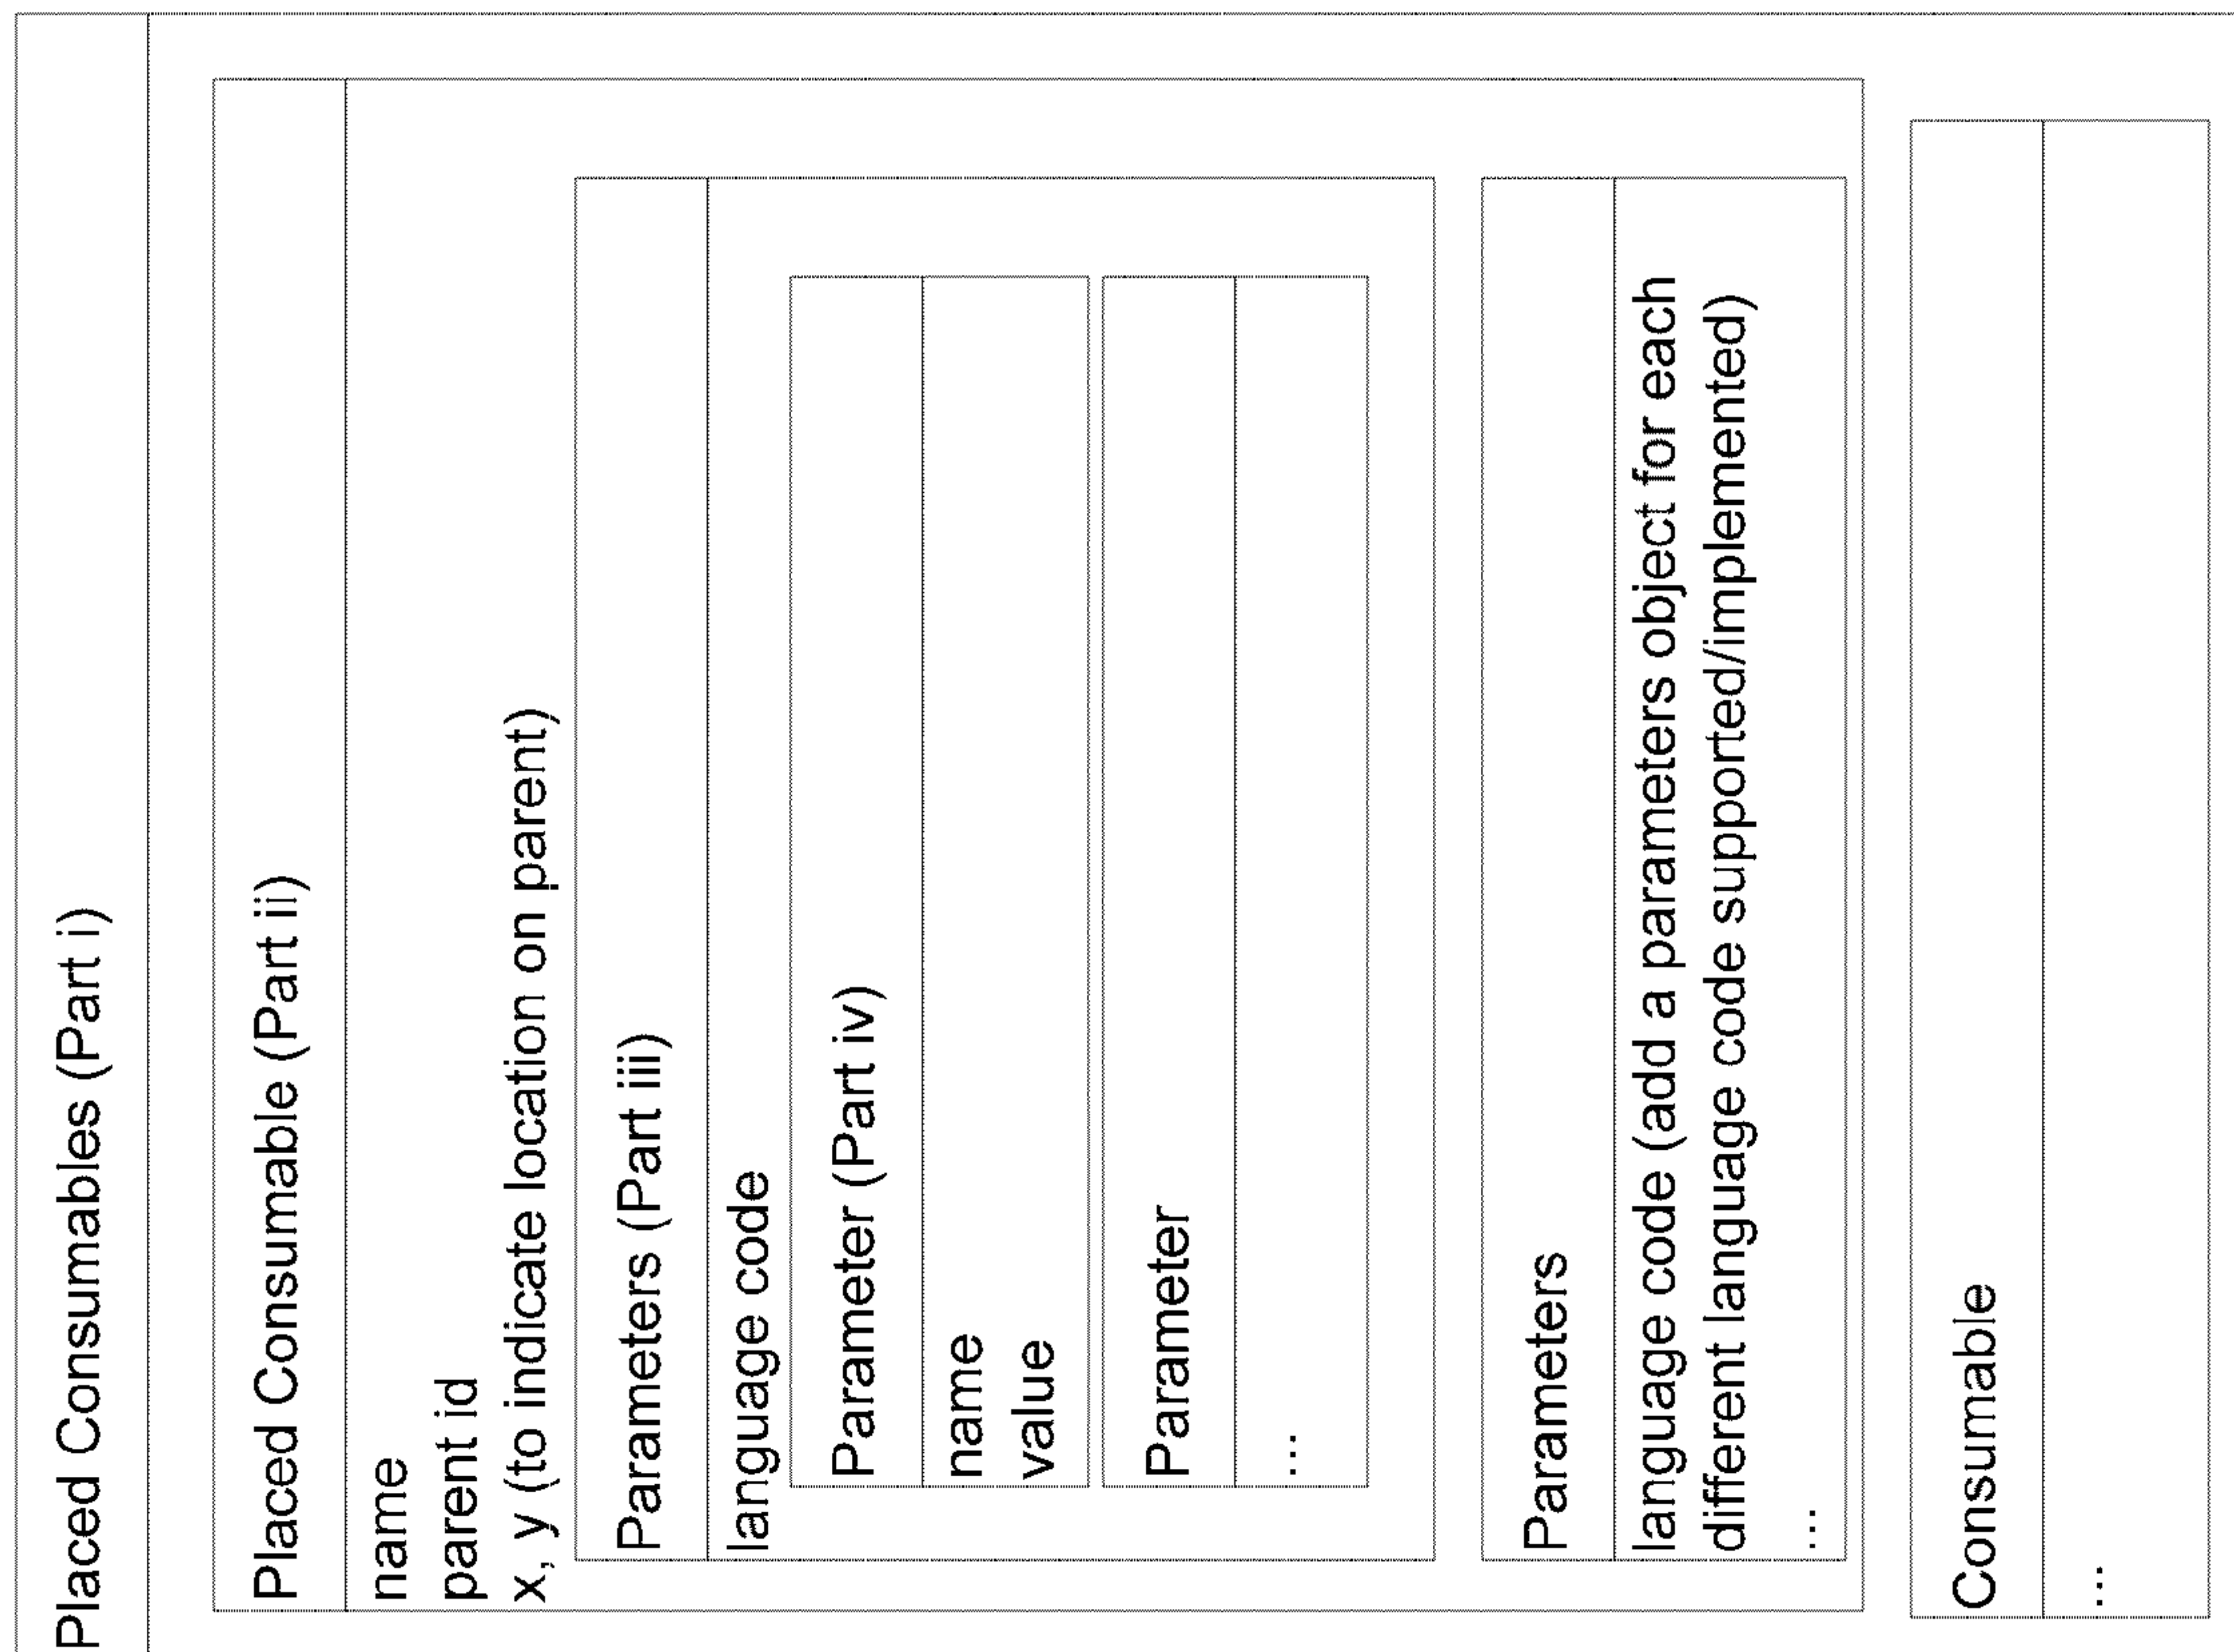 Placed Consumables (Part i)
Placed Consumable (Part ii)
name
parent id
x, y (to indicate location on parent)
Parameters (Part iii)
language code
Parameter (Part iv)
name
value
Parameter
...
Parameters
language code (add a parameters object for each
different language code supported/implemented)
...
Consumable
...